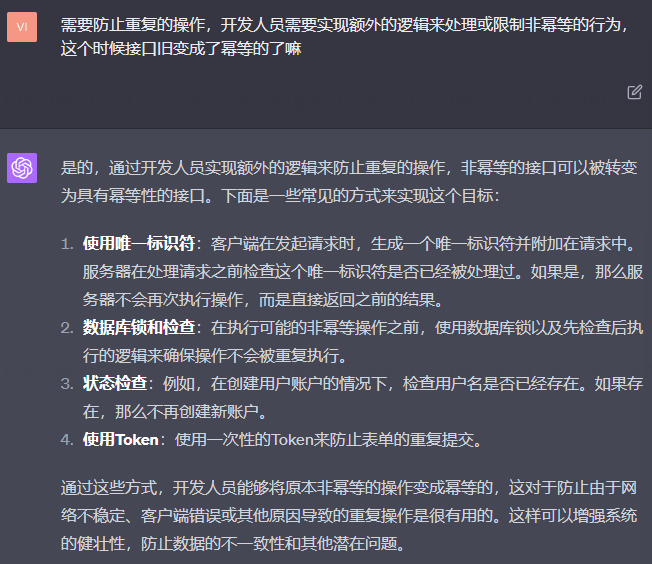 VI
需要防止重复的操作，开发人员需要实现额外的逻辑来处理或限制非幂等的行为，
这个时候接口旧变成了幂等的了嘛
是的，通过开发人员实现额外的逻辑来防止重复的操作，非幂等的接口可以被转变
为具有幂等性的接口。下面是一些常见的方式来实现这个目标：
1. 使用唯一标识符：客户端在发起请求时，生成一个唯一标识符并附加在请求中。
服务器在处理请求之前检查这个唯一标识符是否已经被处理过。如果是，那么服
务器不会再次执行操作，而是直接返回之前的结果。
2. 数据库锁和检查：在执行可能的非幂等操作之前，使用数据库锁以及先检查后执
行的逻辑来确保操作不会被重复执行。
3. 状态检查：例如，在创建用户账户的情况下，检查用户名是否已经存在。如果存
在，那么不再创建新账户。
4. 使用Token：使用一次性的Token来防止表单的重复提交。
通过这些方式，开发人员能够将原本非幂等的操作变成幂等的，这对于防止由于网
络不稳定、客户端错误或其他原因导致的重复操作是很有用的。这样可以增强系统
的健壮性，防止数据的不一致性和其他潜在问题。